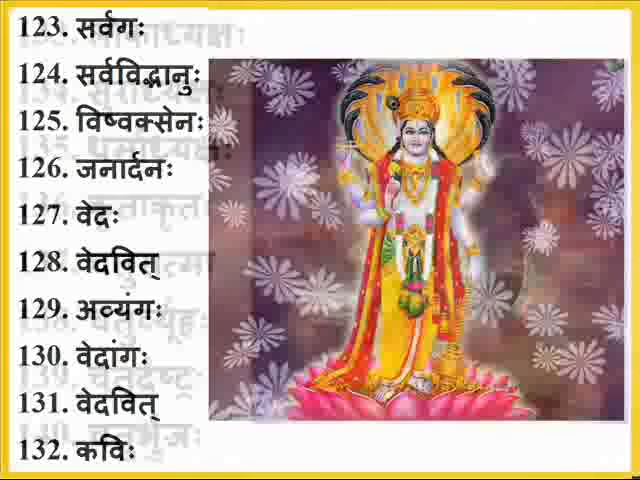 123. सर्वगः
124. सर्वविद्भानुः
125. विष्वक्सेनः
126. जनार्दनः
127. वेदः
128. वेदवित्
129. अव्यंगः
130. वेदांगः
131. वेदवित्
132. कविः